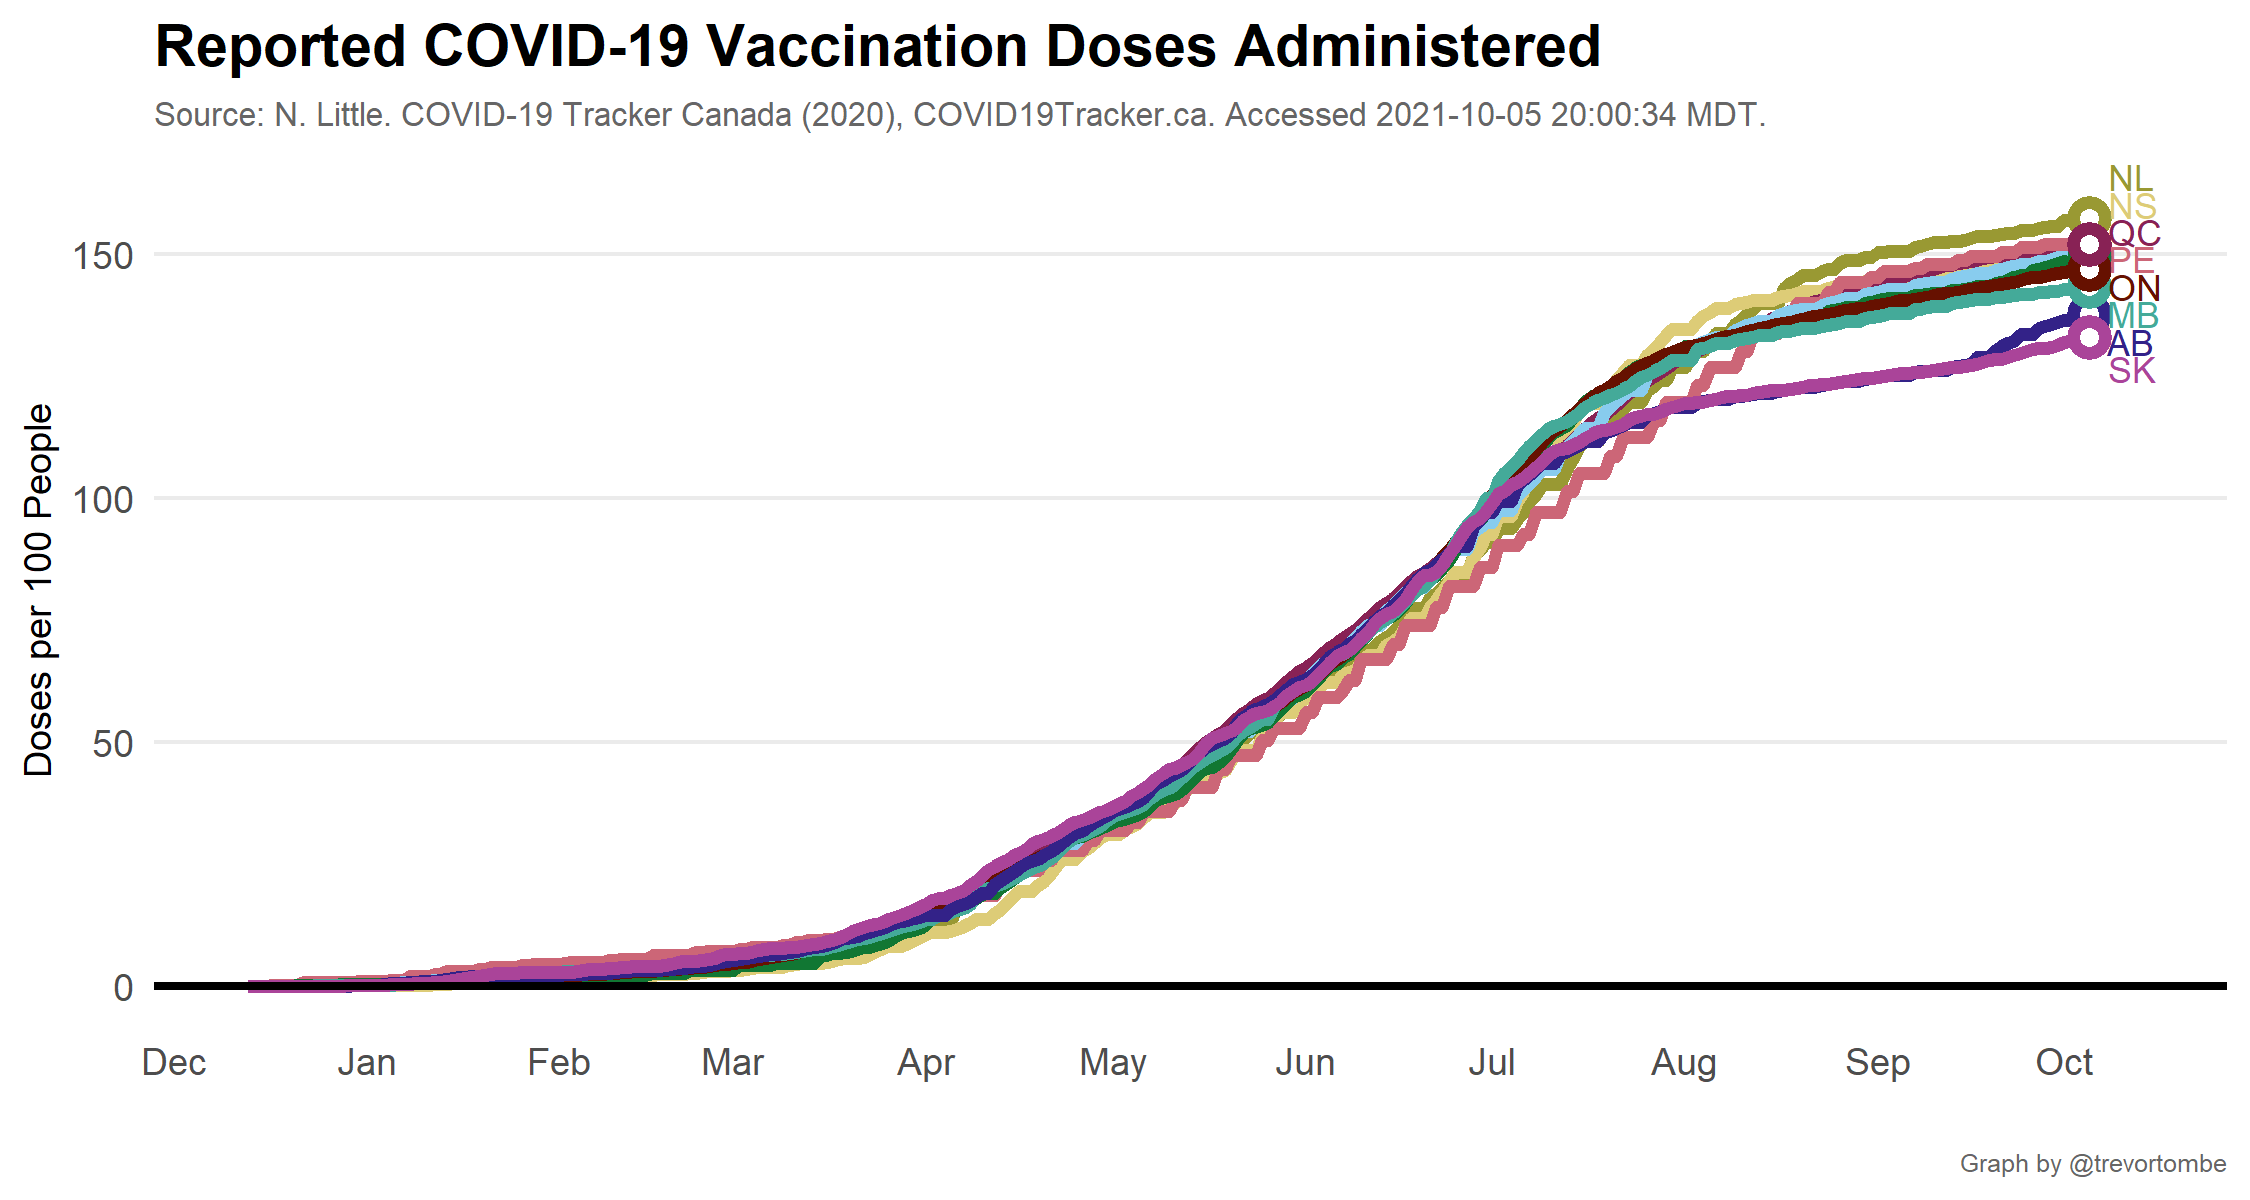 Reported COVID-19 Vaccination Doses Administered
Source: N. Little. COVID-19 Tracker Canada (2020), COVID19Tracker.ca. Accessed 2021-10-05 20:00:34 MDT.
Doses per 100 People
150
100
50
0
NL
NS
QC
PE
ON
MB
AB
SK
Dec Jan Feb Mar Apr May Jun Jul Aug Sep Oct
Graph by @trevortombe